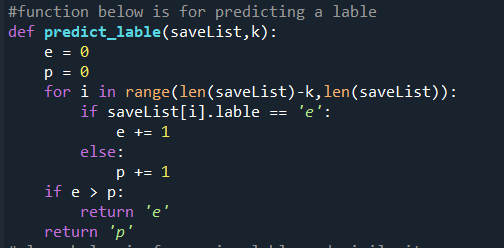 #function below is for predicting a lable
def predict_lable(saveList,k):
    e = 0
    p = 0
    for i in range(len(saveList)-k,len(saveList)):
        if saveList[i].lable == 'e':
            e += 1
        else:
            p += 1
    if e > p:
        return 'e'
    return 'p'